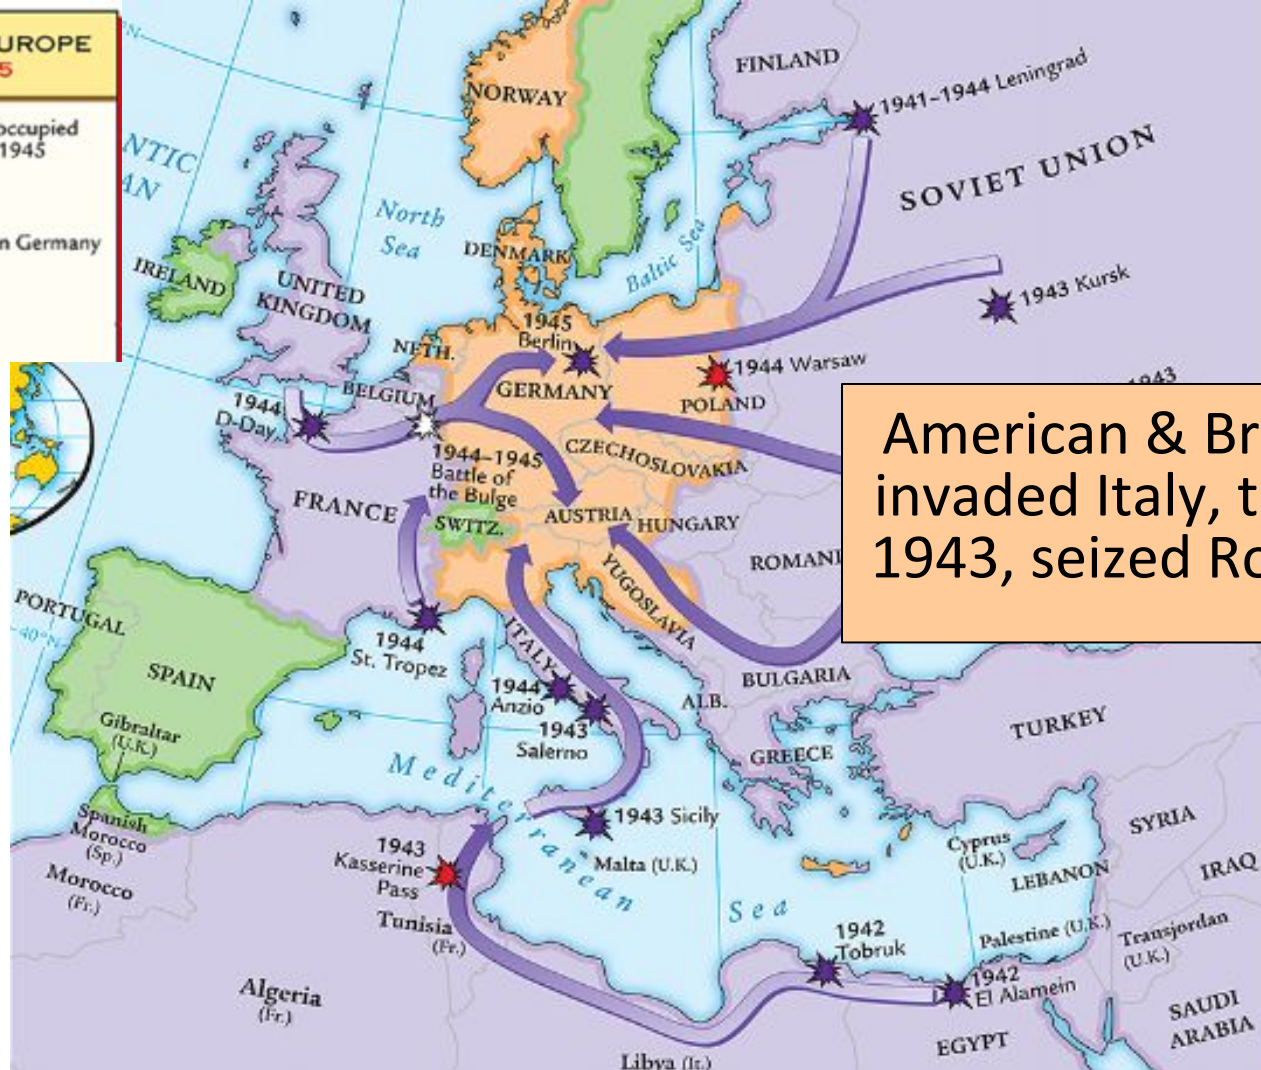 UROPE
5
occupied
1945
n Germany
NTIC
AN
North
Sea
NORWAY
FINLAND
1941–1944 Leningrad
SOVIET UNION
DENMARK
Baltic Sea
IRELAND
UNITED
KINGDOM
1943 Kursk
NETH.
1945
Berlin
1944 Warsaw
GERMANY
POLAND
BELGIUM
1944
D-Day
1943
CZECHOSLOVAKIA
1944–1945
Battle of
the Bulge
FRANCE
SWITZ.
AUSTRIA
HUNGARY
ROMANI
American & Br
invaded Italy, t
1943, seized Ro
YUGOSLAVIA
PORTUGAL
40°N
SPAIN
1944
St. Tropez
ITALY
1944
Anzio
1943
Salerno
ALB.
BULGARIA
GREECE
TURKEY
Gibraltar
(U.K.)
Mediterranean Sea
1943 Sicily
Malta (U.K.)
Spanish
Morocco
(Sp.)
Morocco
(Fr.)
1943
Kasserine
Pass
Tunisia
(Fr.)
Cyprus
(U.K.)
SYRIA
LEBANON
IRAQ
Palestine (U.K.)
Transjordan
(U.K.)
1942
Tobruk
1942
El Alamein
Algeria
(Fr.)
Libya (It.)
EGYPT
SAUDI
ARABIA